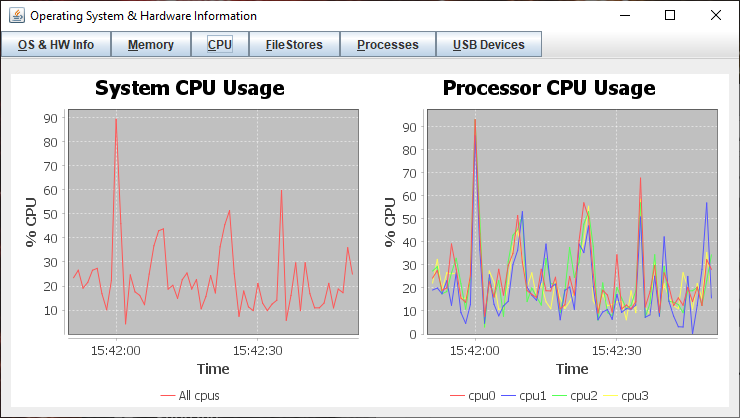 Operating System & Hardware Information
OS & HW Info Memory CPU FileStores Processes USB Devices
System CPU Usage
90
80
70
60
50
40
30
20
10
% CPU
15:42:00 15:42:30
Time
All cpus
Processor CPU Usage
90
80
70
60
50
40
30
20
10
0
% CPU
15:42:00 15:42:30
Time
cpu0 cpu1 cpu2 cpu3